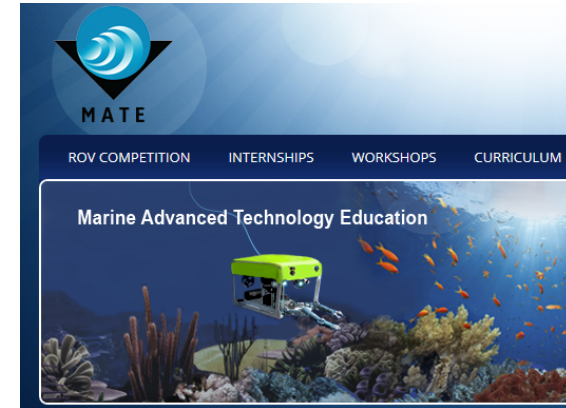 MATE
ROV COMPETITION INTERNSHIPS WORKSHOPS CURRICULUM
Marine Advanced Technology Education